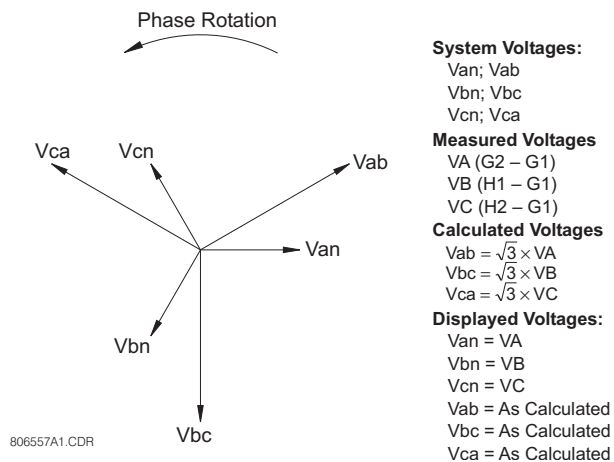 Phase Rotation
Vca
Vcn
Vab
Van
Vbn
Vbc
806557A1.CDR
System Voltages:
Van; Vab
Vbn; Vbc
Vcn; Vca
Measured Voltages
VA (G2 – G1)
VB (H1 – G1)
VC (H2 – G1)
Calculated Voltages
Vab = √3 × VA
Vbc = √3 × VB
Vca = √3 × VC
Displayed Voltages:
Van = VA
Vbn = VB
Vcn = VC
Vab = As Calculated
Vbc = As Calculated
Vca = As Calculated